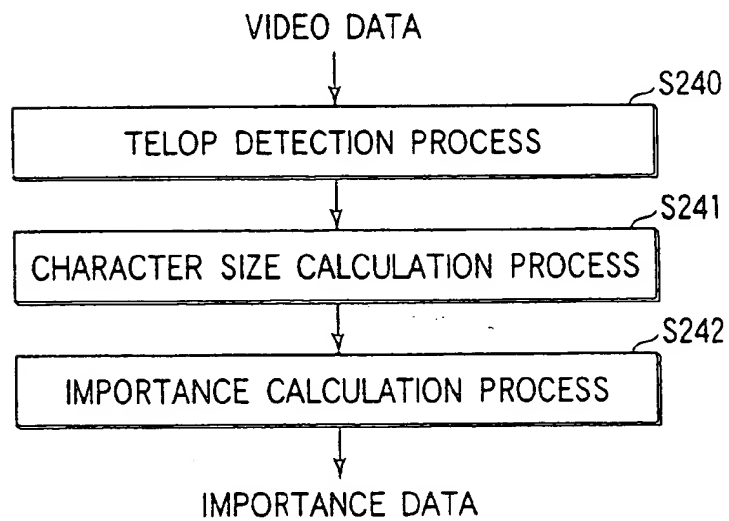 VIDEO DATA
S240
TELOP DETECTION PROCESS
S241
CHARACTER SIZE CALCULATION PROCESS
S242
IMPORTANCE CALCULATION PROCESS
IMPORTANCE DATA